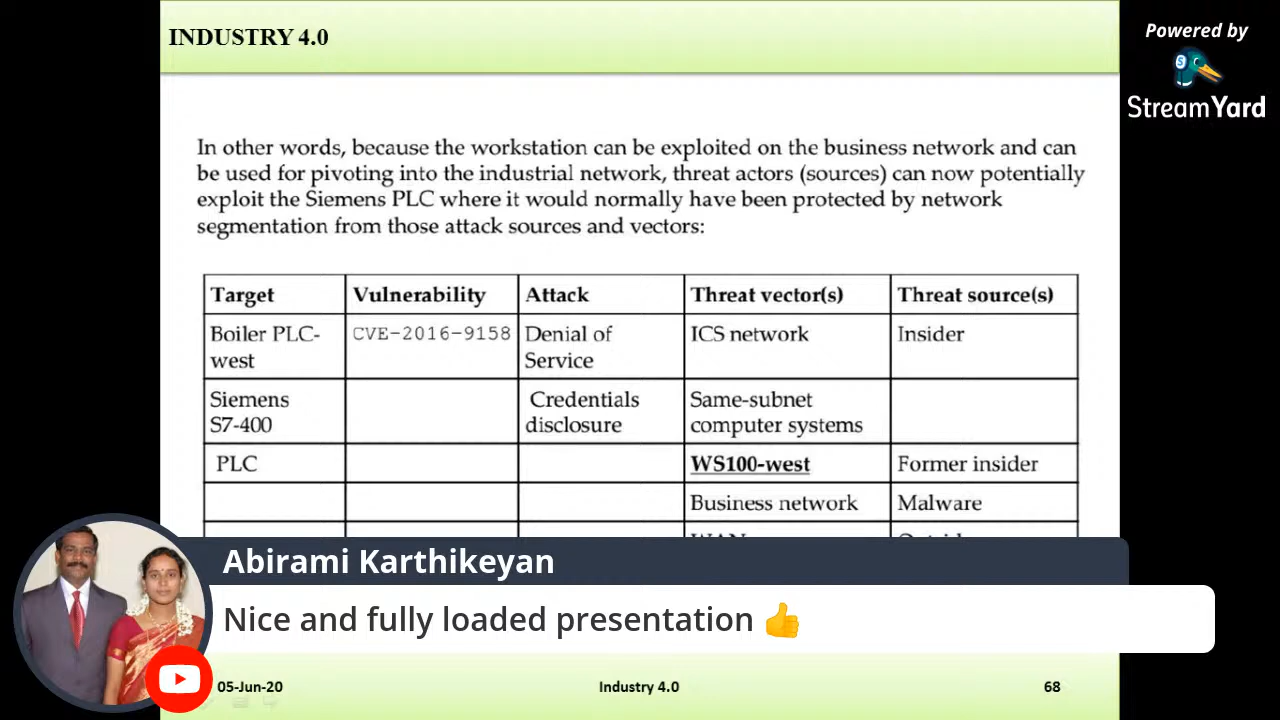 INDUSTRY 4.0
Powered by
StreamYard
In other words, because the workstation can be exploited on the business network and can
be used for pivoting into the industrial network, threat actors (sources) can now potentially
exploit the Siemens PLC where it would normally have been protected by network
segmentation from those attack sources and vectors:
Target Vulnerability Attack Threat vector(s) Threat source(s)
Boiler PLC- CVE-2016-9158 Denial of ICS network Insider
west Service
Siemens Credentials Same-subnet
S7-400 disclosure computer systems
PLC WS100-west Former insider
Business network Malware
Abirami Karthikeyan
Nice and fully loaded presentation 👍
05-Jun-20 Industry 4.0 68